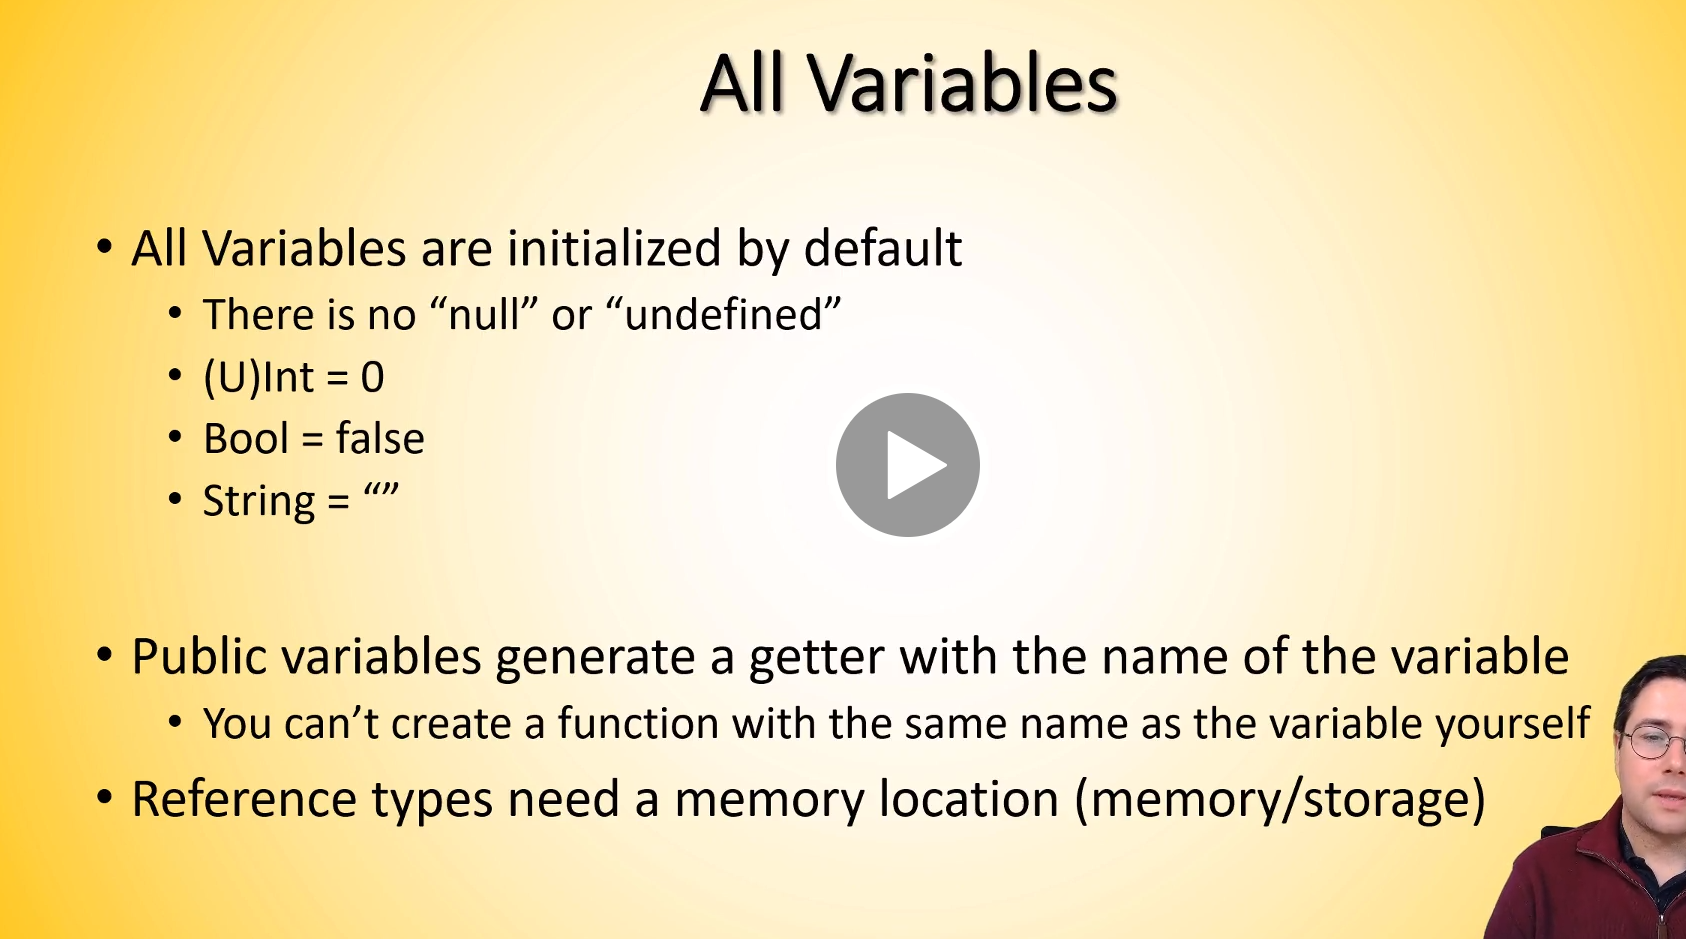 All Variables
• All Variables are initialized by default
• There is no “null” or “undefined”
• (U)Int = 0
• Bool = false
• String = “”
• Public variables generate a getter with the name of the variable
• You can’t create a function with the same name as the variable yourself
• Reference types need a memory location (memory/storage)